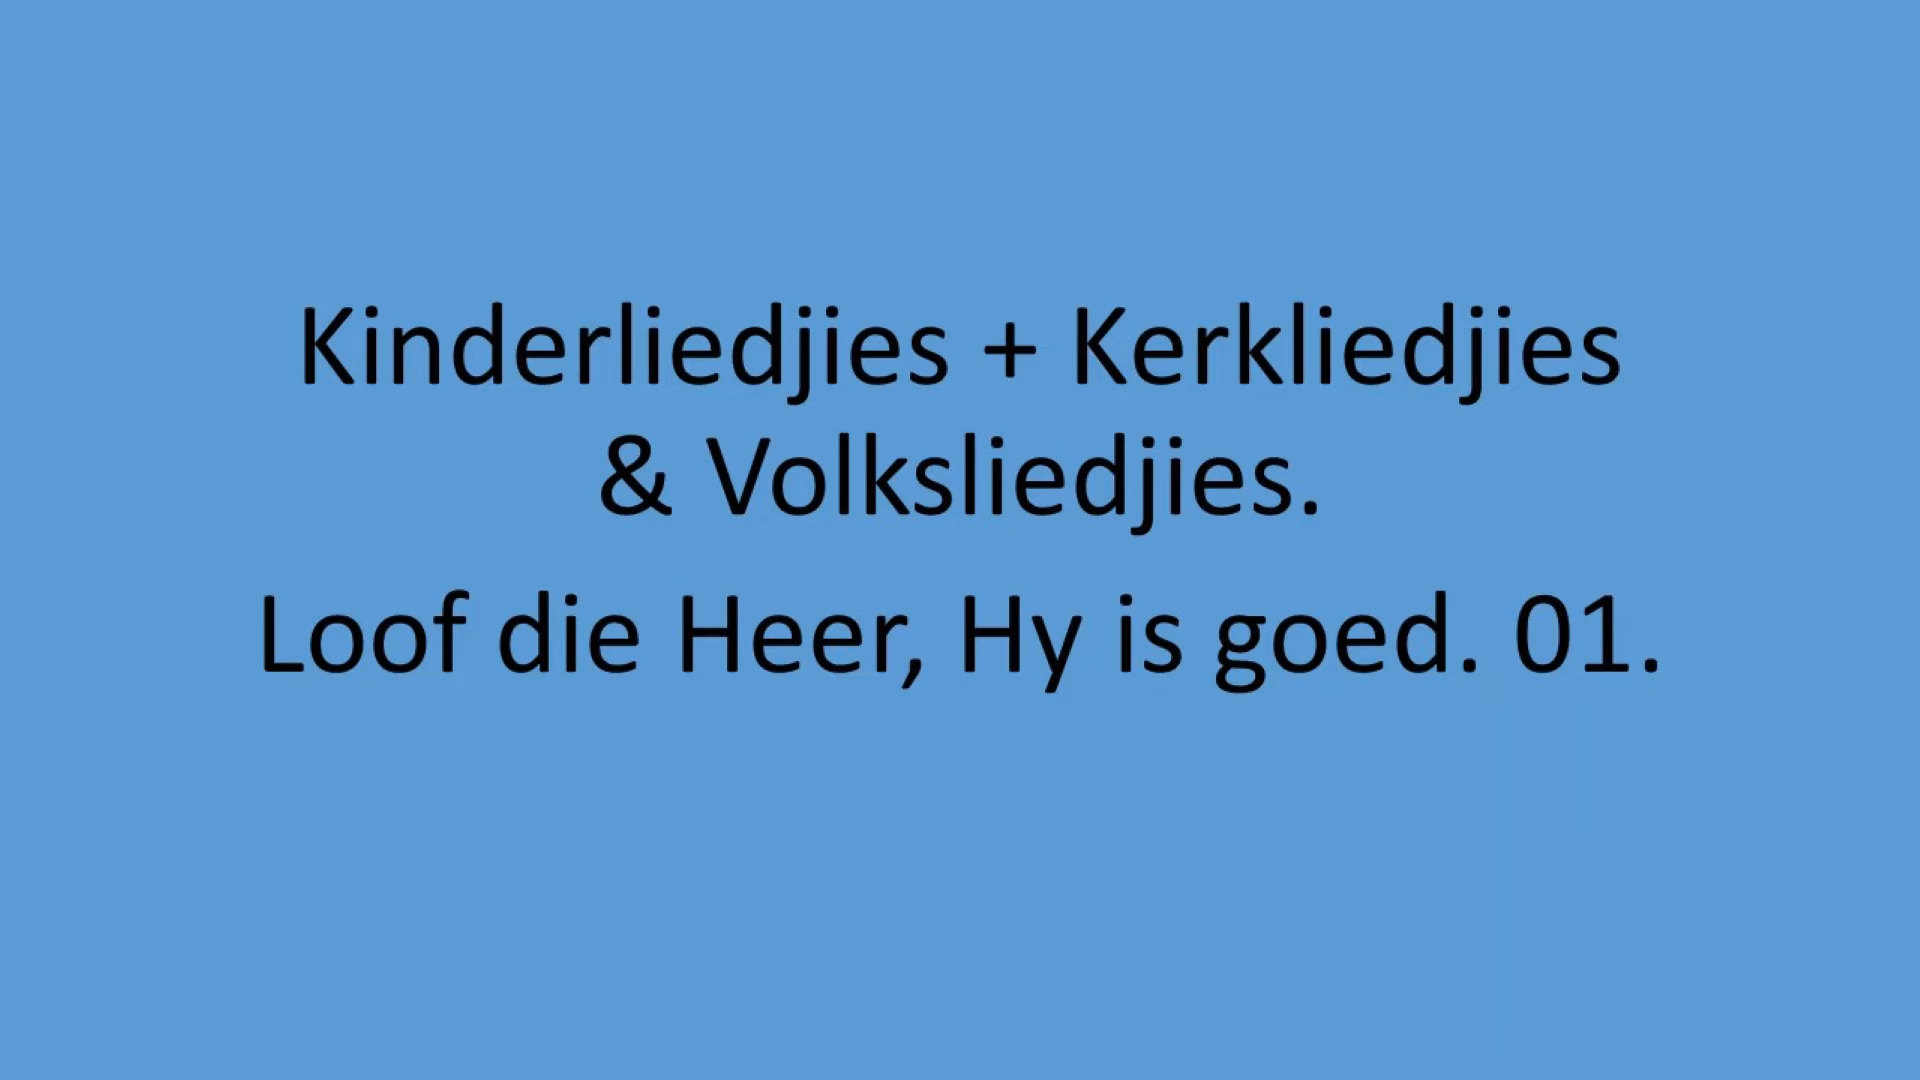 Kinderliedjies + Kerkliedjies
& Volksliedjies.
Loof die Heer, Hy is goed. 01.